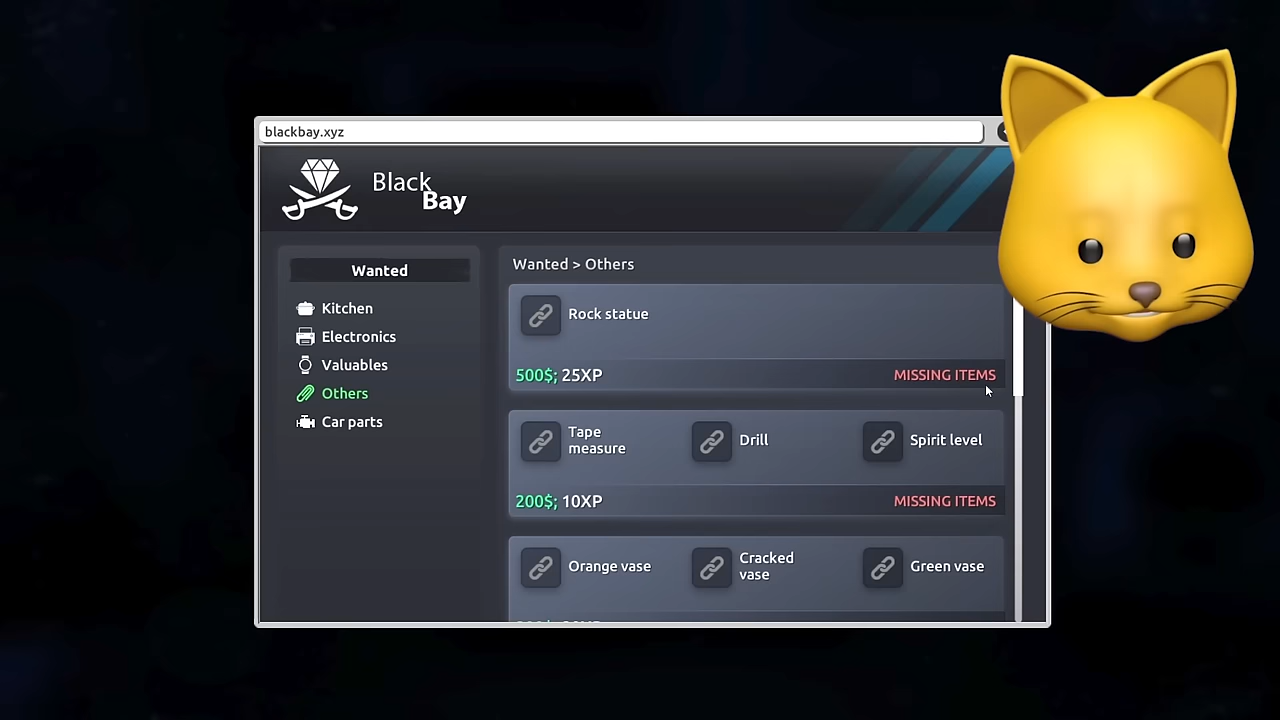 blackbay.xyz
Black
Bay
Wanted
Kitchen
Electronics
Valuables
Others
Car parts
Wanted > Others
Rock statue
500$; 25XP
MISSING ITEMS
Tape
measure
Drill
Spirit level
200$; 10XP
MISSING ITEMS
Orange vase
Cracked
vase
Green vase